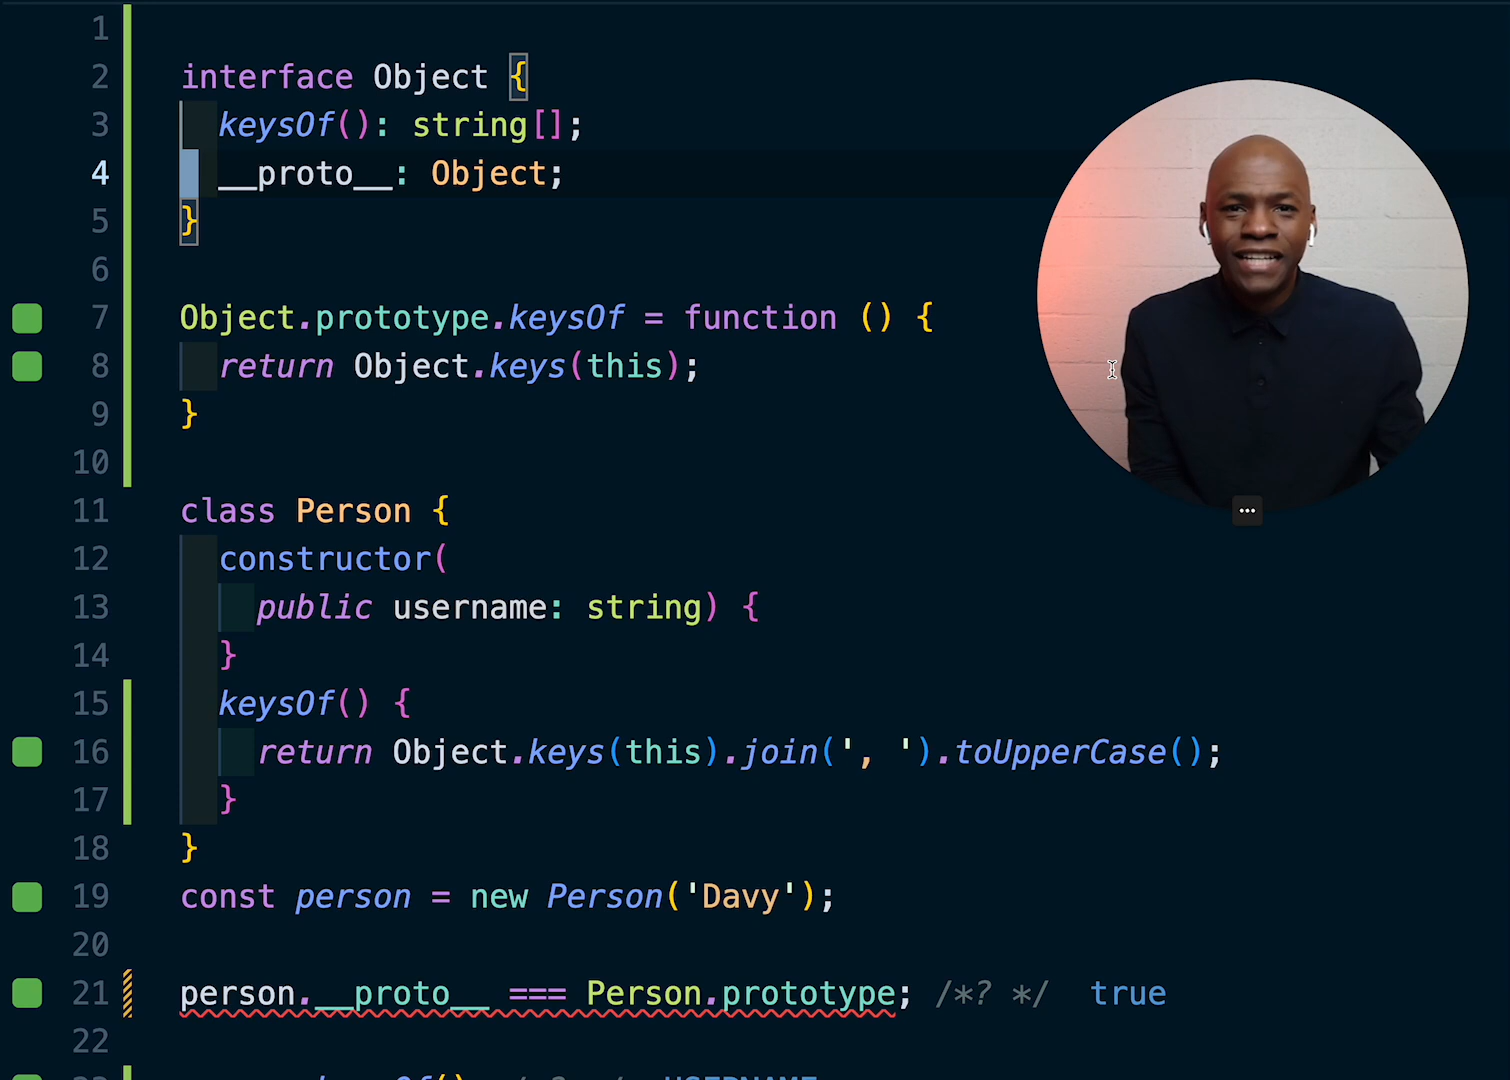 1
2 interface Object {
3 keysOf(): string[];
4 __proto__: Object;
5 }
6
7 Object.prototype.keysOf = function () {
8 return Object.keys(this);
9 }
10
11 class Person {
12 constructor(
13 public username: string) {
14 }
15 keysOf() {
16 return Object.keys(this).join(', ').toUpperCase();
17 }
18 }
19 const person = new Person('Davy');
20
21 person.__proto__ === Person.prototype; /*? */ true
22